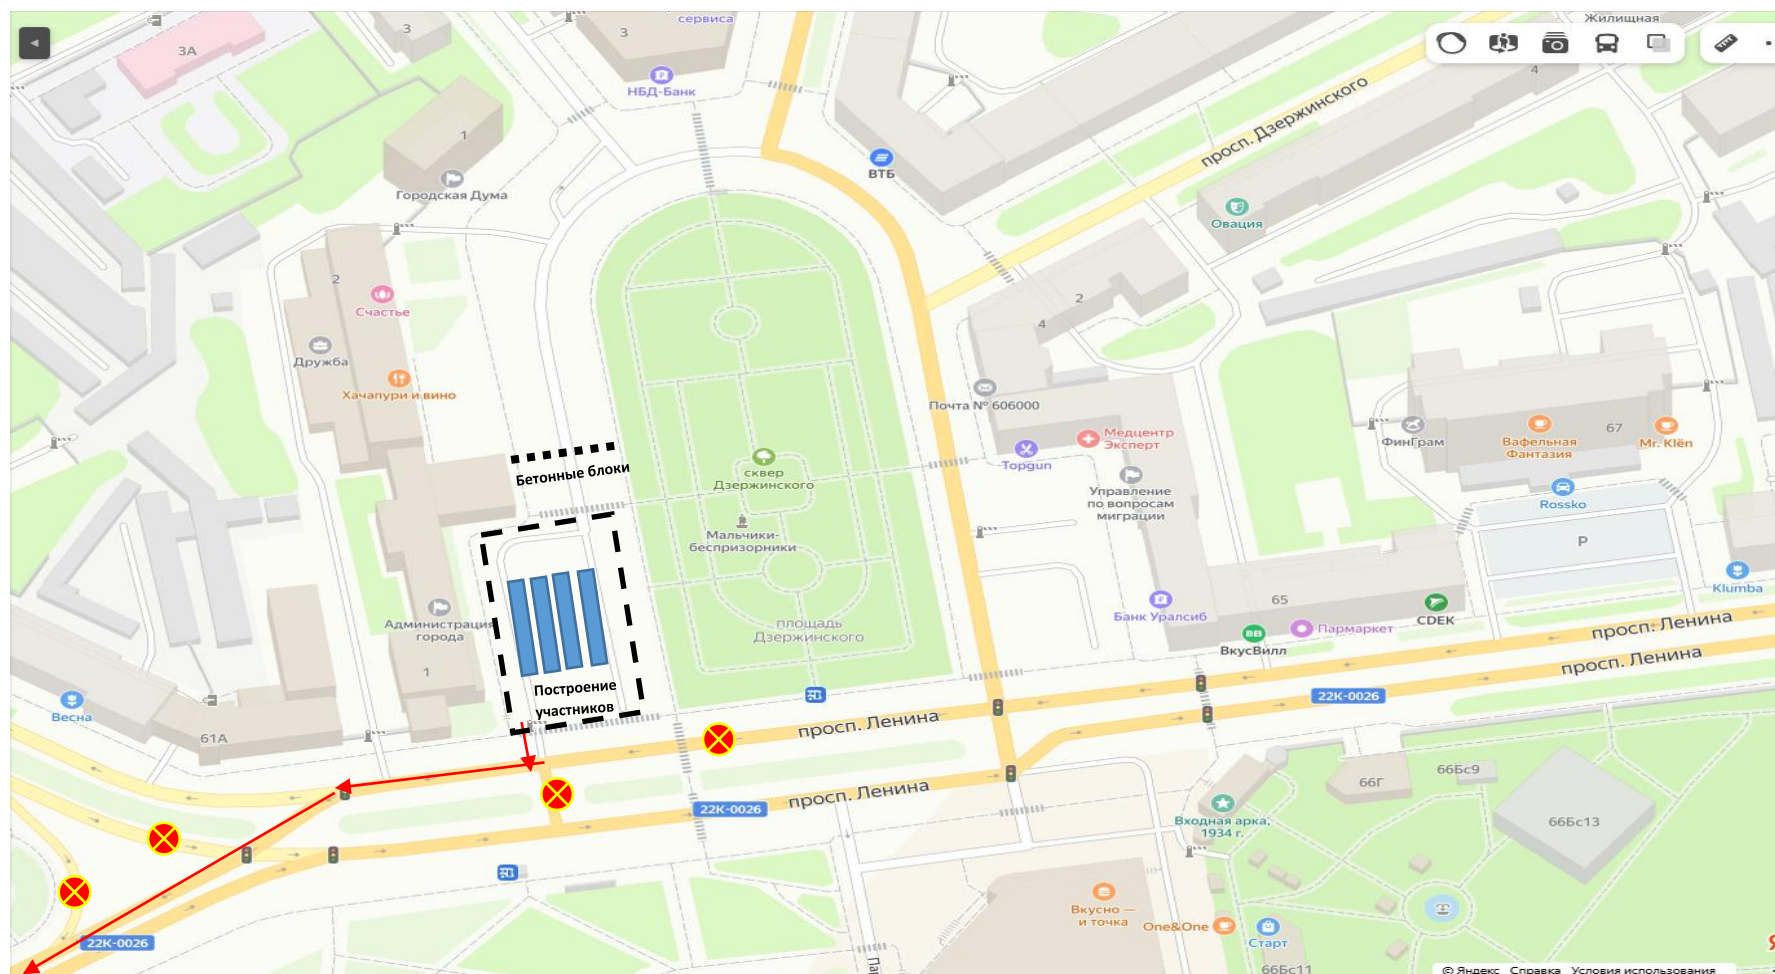 сервиса
Жилищная
3А
3
3
НБД-Банк
4
просп. Дзержинского
1
ВТБ
Городская Дума
Овация
2
Счастье
2
4
Дружба
Хачапури и вино
Почта № 606000
Медцентр
Эксперт
ФинГрам
67
Вафельная
Фантазия
Mr. Klёn
Topgun
Бетонные блоки
сквер
Дзержинского
Управление
по вопросам
миграции
Rossko
Мальчики-
беспризорники
P
Klumba
Администрация
города
площадь
Дзержинского
Банк Уралсиб
65
Пармаркет
CDEK
ВкусВилл
просп. Ленина
просп. Ленина
22К-0026
1
Построение
участников
Весна
61А
просп. Ленина
просп. Ленина
22К-0026
66Г
66Бс9
66Бс13
Входная арка,
1934 г.
Вкусно —
и точка
One&One
Старт
22К-0026
66Бс11
© Яндекс Справка Условия использования